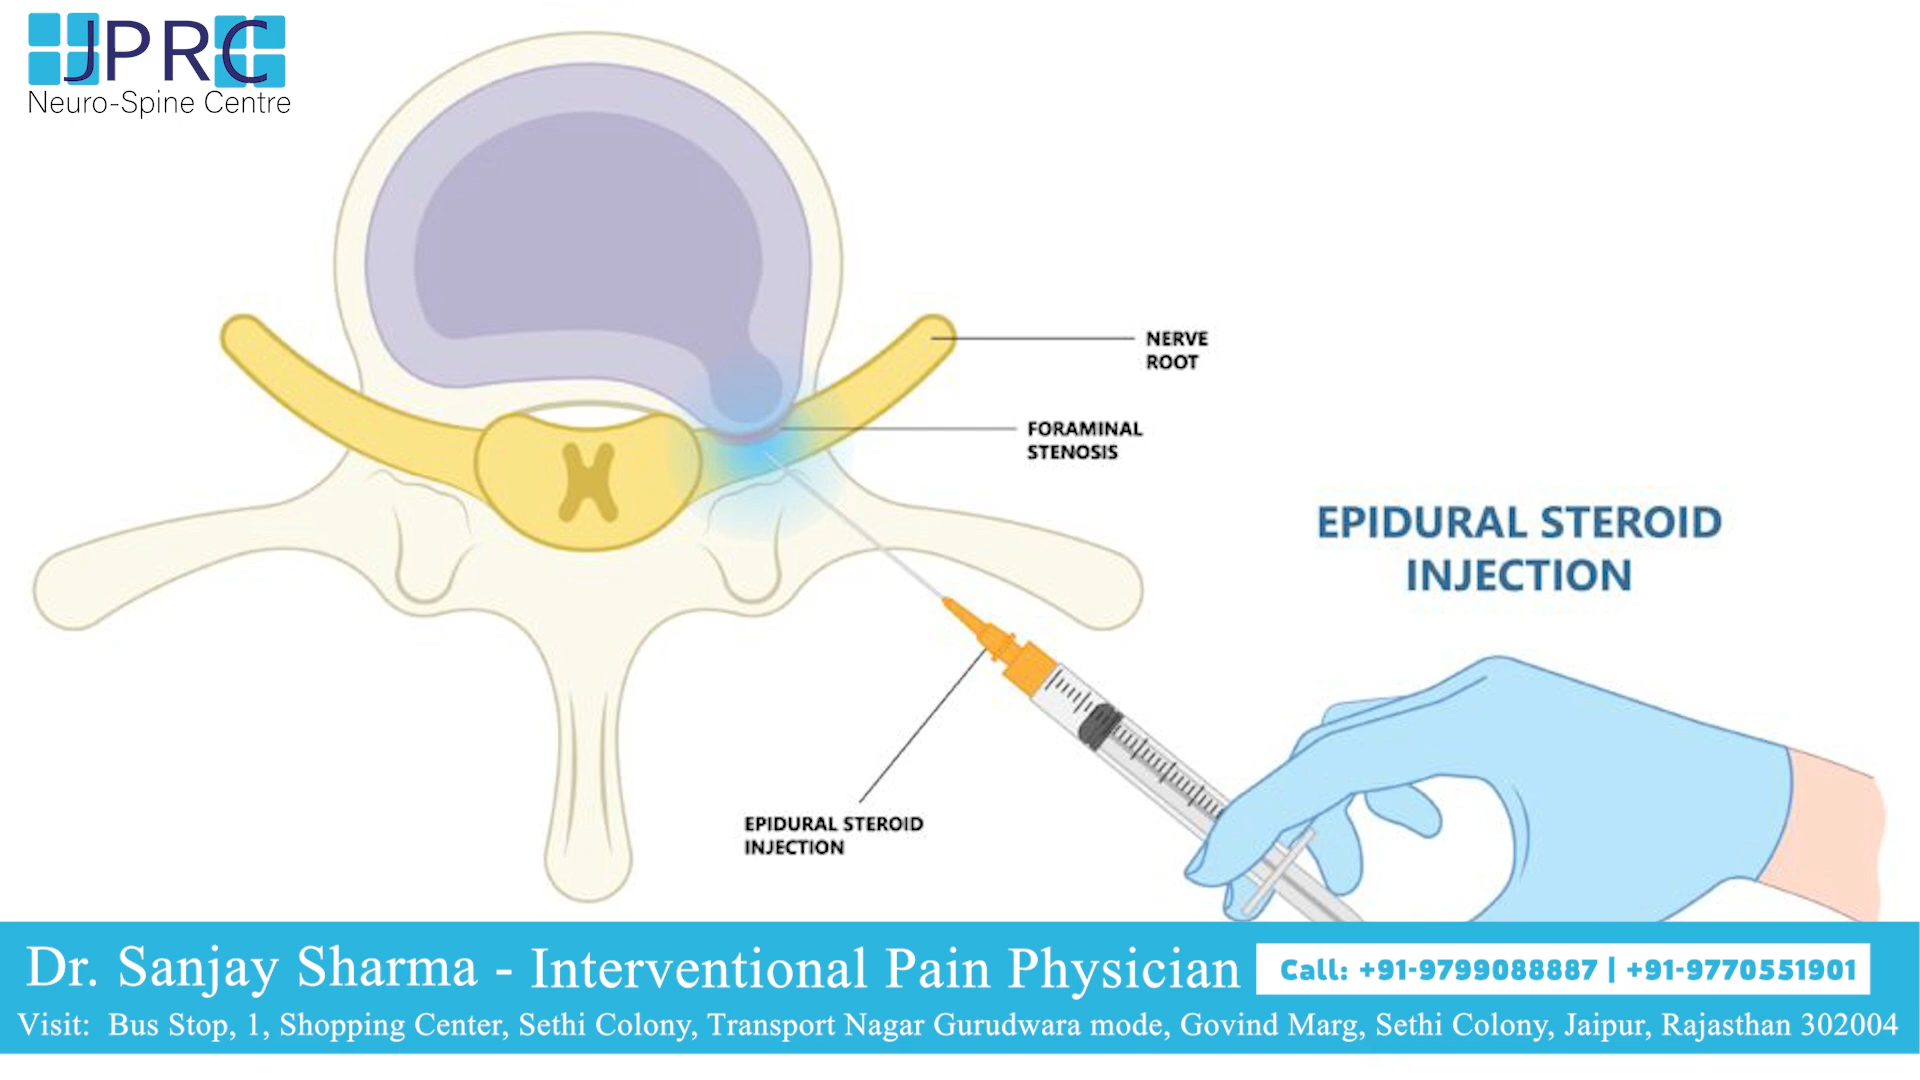 JPRC
Neuro-Spine Centre
NERVE
ROOT
FORAMINAL
STENOSIS
EPIDURAL STEROID
INJECTION
EPIDURAL STEROID
INJECTION
Dr. Sanjay Sharma - Interventional Pain Physician
Call: +91-9799088887 | +91-9770551901
Visit: Bus Stop, 1, Shopping Center, Sethi Colony, Transport Nagar Gurudwara mode, Govind Marg, Sethi Colony, Jaipur, Rajasthan 302004